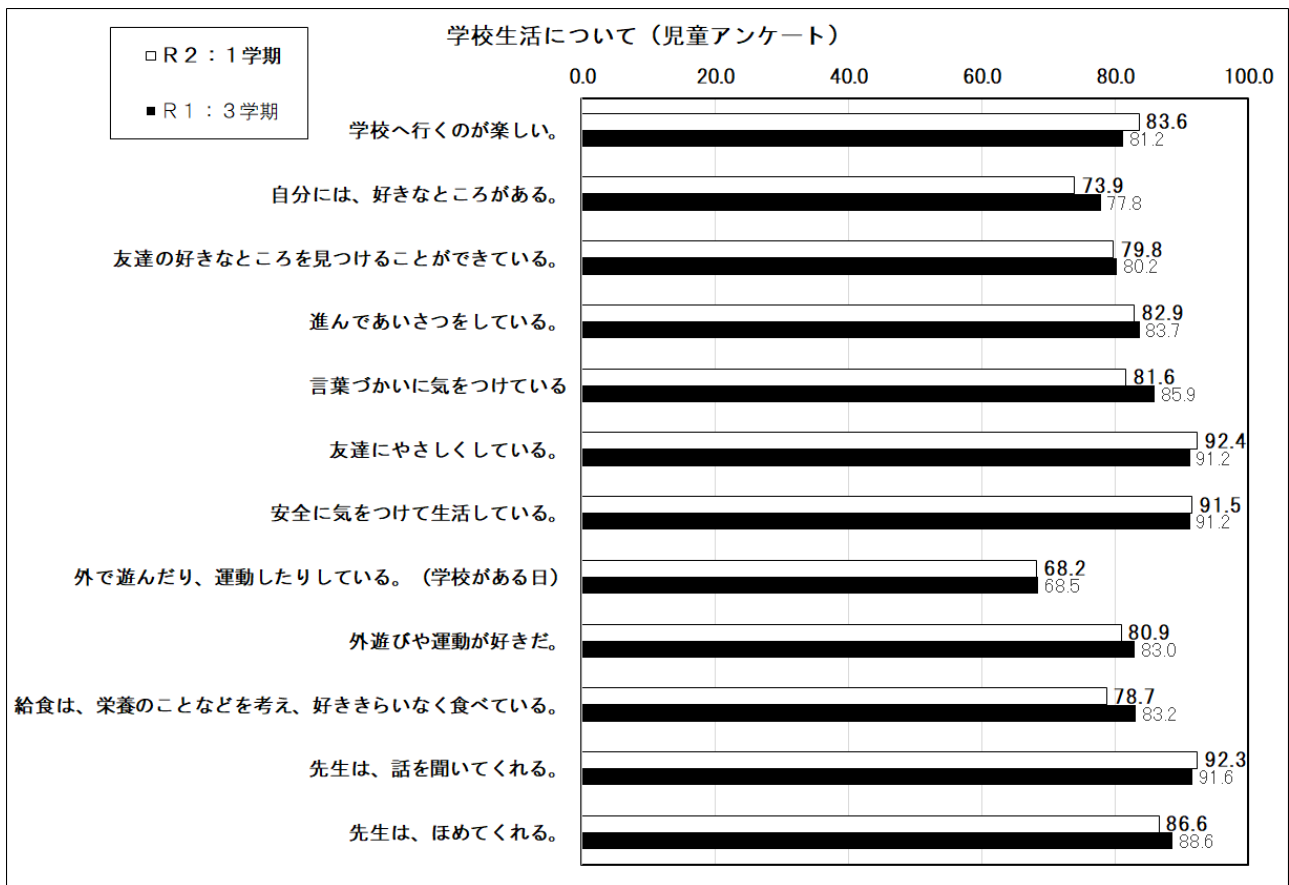 学校生活について（児童アンケート）
□Ｒ２：１学期
■Ｒ１：３学期
0.0 20.0 40.0 60.0 80.0 100.0
学校へ行くのが楽しい。 83.6
81.2
自分には、好きなところがある。 73.9
77.8
友達の好きなところを見つけることができている。 79.8
80.2
進んであいさつをしている。 82.9
83.7
言葉づかいに気をつけている 81.6
85.9
友達にやさしくしている。 92.4
91.2
安全に気をつけて生活している。 91.5
91.2
外で遊んだり、運動したりしている。（学校がある日） 68.2
68.5
外遊びや運動が好きだ。 80.9
83.0
給食は、栄養のことなどを考え、好ききらいなく食べている。 78.7
83.2
先生は、話を聞いてくれる。 92.3
91.6
先生は、ほめてくれる。 86.6
88.6